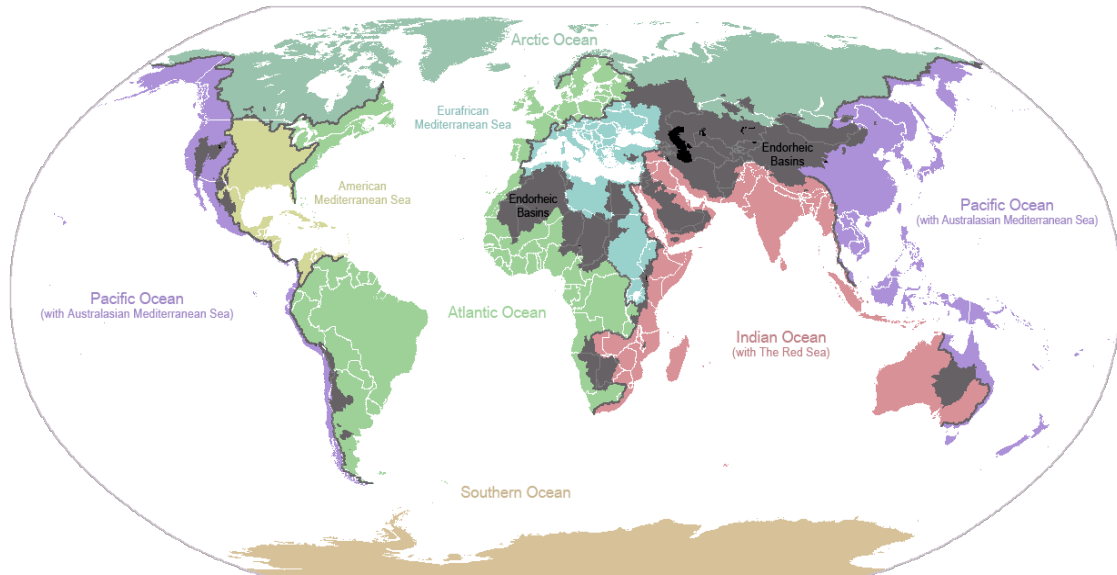 Arctic Ocean
Eurafrican
Mediterranean Sea
Endorheic
Basins
American
Mediterranean Sea
Endorheic
Basins
Pacific Ocean
(with Australasian Mediterranean Sea)
Pacific Ocean
(with Australasian Mediterranean Sea)
Atlantic Ocean
Indian Ocean
(with The Red Sea)
Southern Ocean